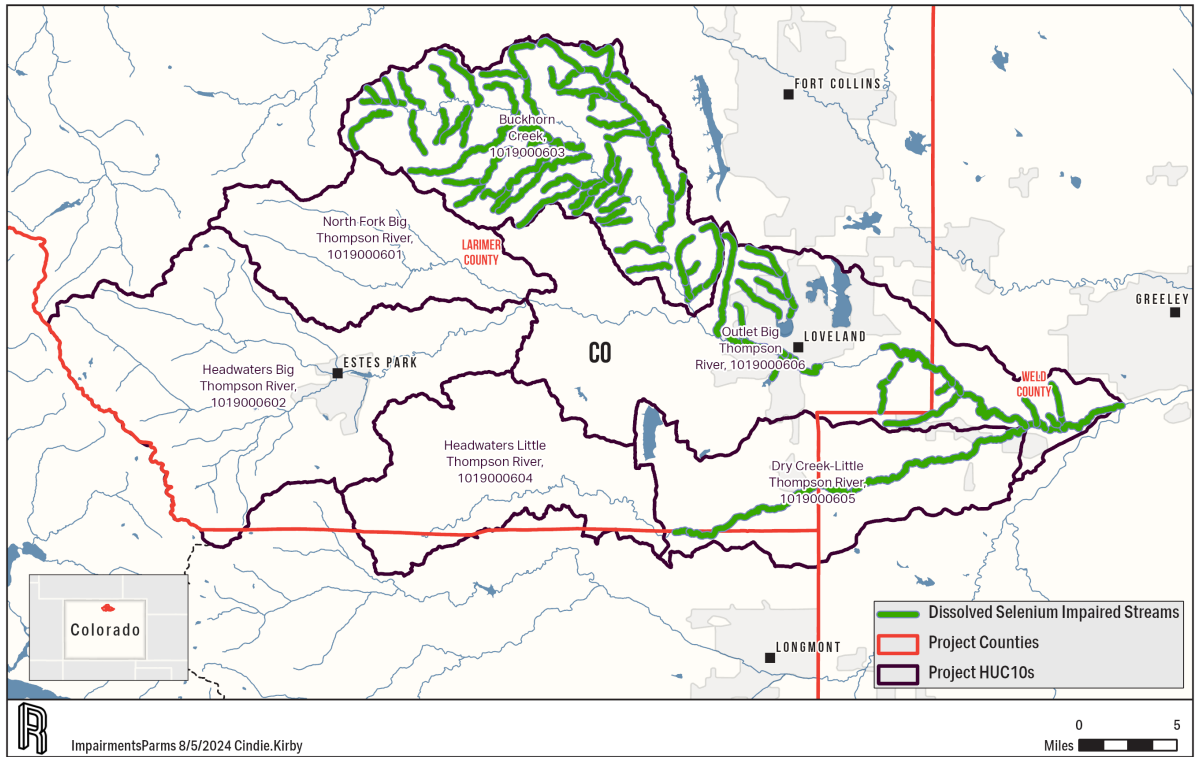 FORT COLLINS
Buckhorn
Creek,
1019000603
North Fork Big
Thompson River,
1019000601
LARIMER
COUNTY
GREELEY
CO
Outlet Big
Thompson
River, 1019000606
LOVELAND
ESTES PARK
Headwaters Big
Thompson River,
1019000602
WELD
COUNTY
Headwaters Little
Thompson River,
1019000604
Dry Creek-Little
Thompson River,
1019000605
Colorado
LONGMONT
Dissolved Selenium Impaired Streams
Project Counties
Project HUC10s
R
ImpairmentsParms 8/5/2024 Cindie.Kirby
0 5
Miles